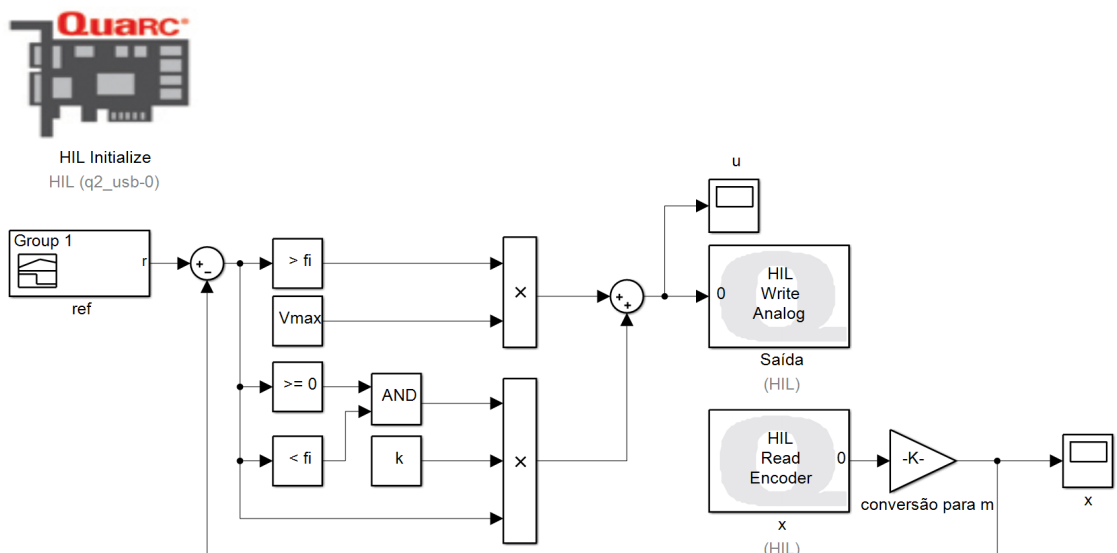 QUARC®
HIL Initialize
HIL (q2_usb-0)
u
Group 1
r
ref
+
−
> fi
Vmax
×
+
+
0
HIL
Write
Analog
Saída
(HIL)
>= 0
AND
< fi
k
×
HIL
Read
Encoder
0
x
(HIL)
-K-
conversão para m
x